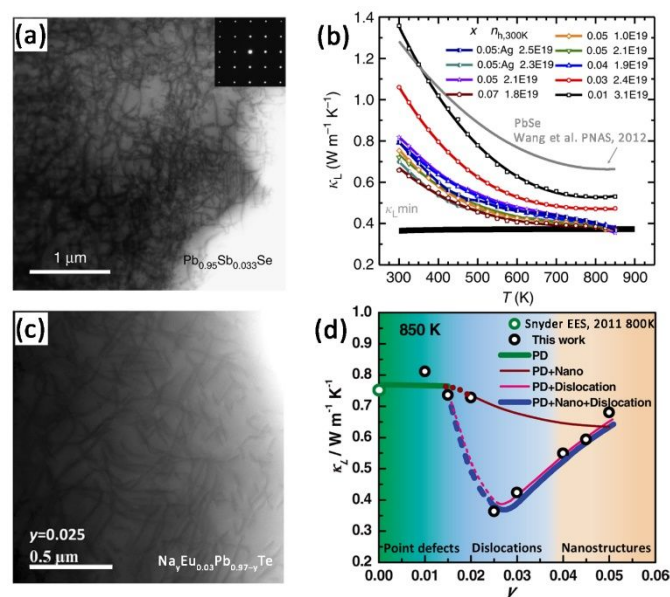 (a)
1 μm
Pb0.95Sb0.033Se
(b)
x nh,300K
0.05:Ag 2.5E19
0.05:Ag 2.3E19
0.05 2.1E19
0.07 1.8E19
0.05 1.0E19
0.05 2.1E19
0.04 1.9E19
0.03 2.4E19
0.01 3.1E19
PbSe
Wang et al. PNAS, 2012
κLmin
κL (W m⁻¹ K⁻¹)
1.4
1.2
1.0
0.8
0.6
0.4
0.2
300 400 500 600 700 800 900
T (K)
(c)
y=0.025
0.5 μm
NayEu0.03Pb0.97-yTe
(d)
850 K
Snyder EES, 2011 800K
This work
PD
PD+Nano
PD+Dislocation
PD+Nano+Dislocation
κL / W m⁻¹ K⁻¹
1.0
0.9
0.8
0.7
0.6
0.5
0.4
0.3
0.2
Point defects Dislocations Nanostructures
0.00 0.01 0.02 0.03 0.04 0.05 0.06
y